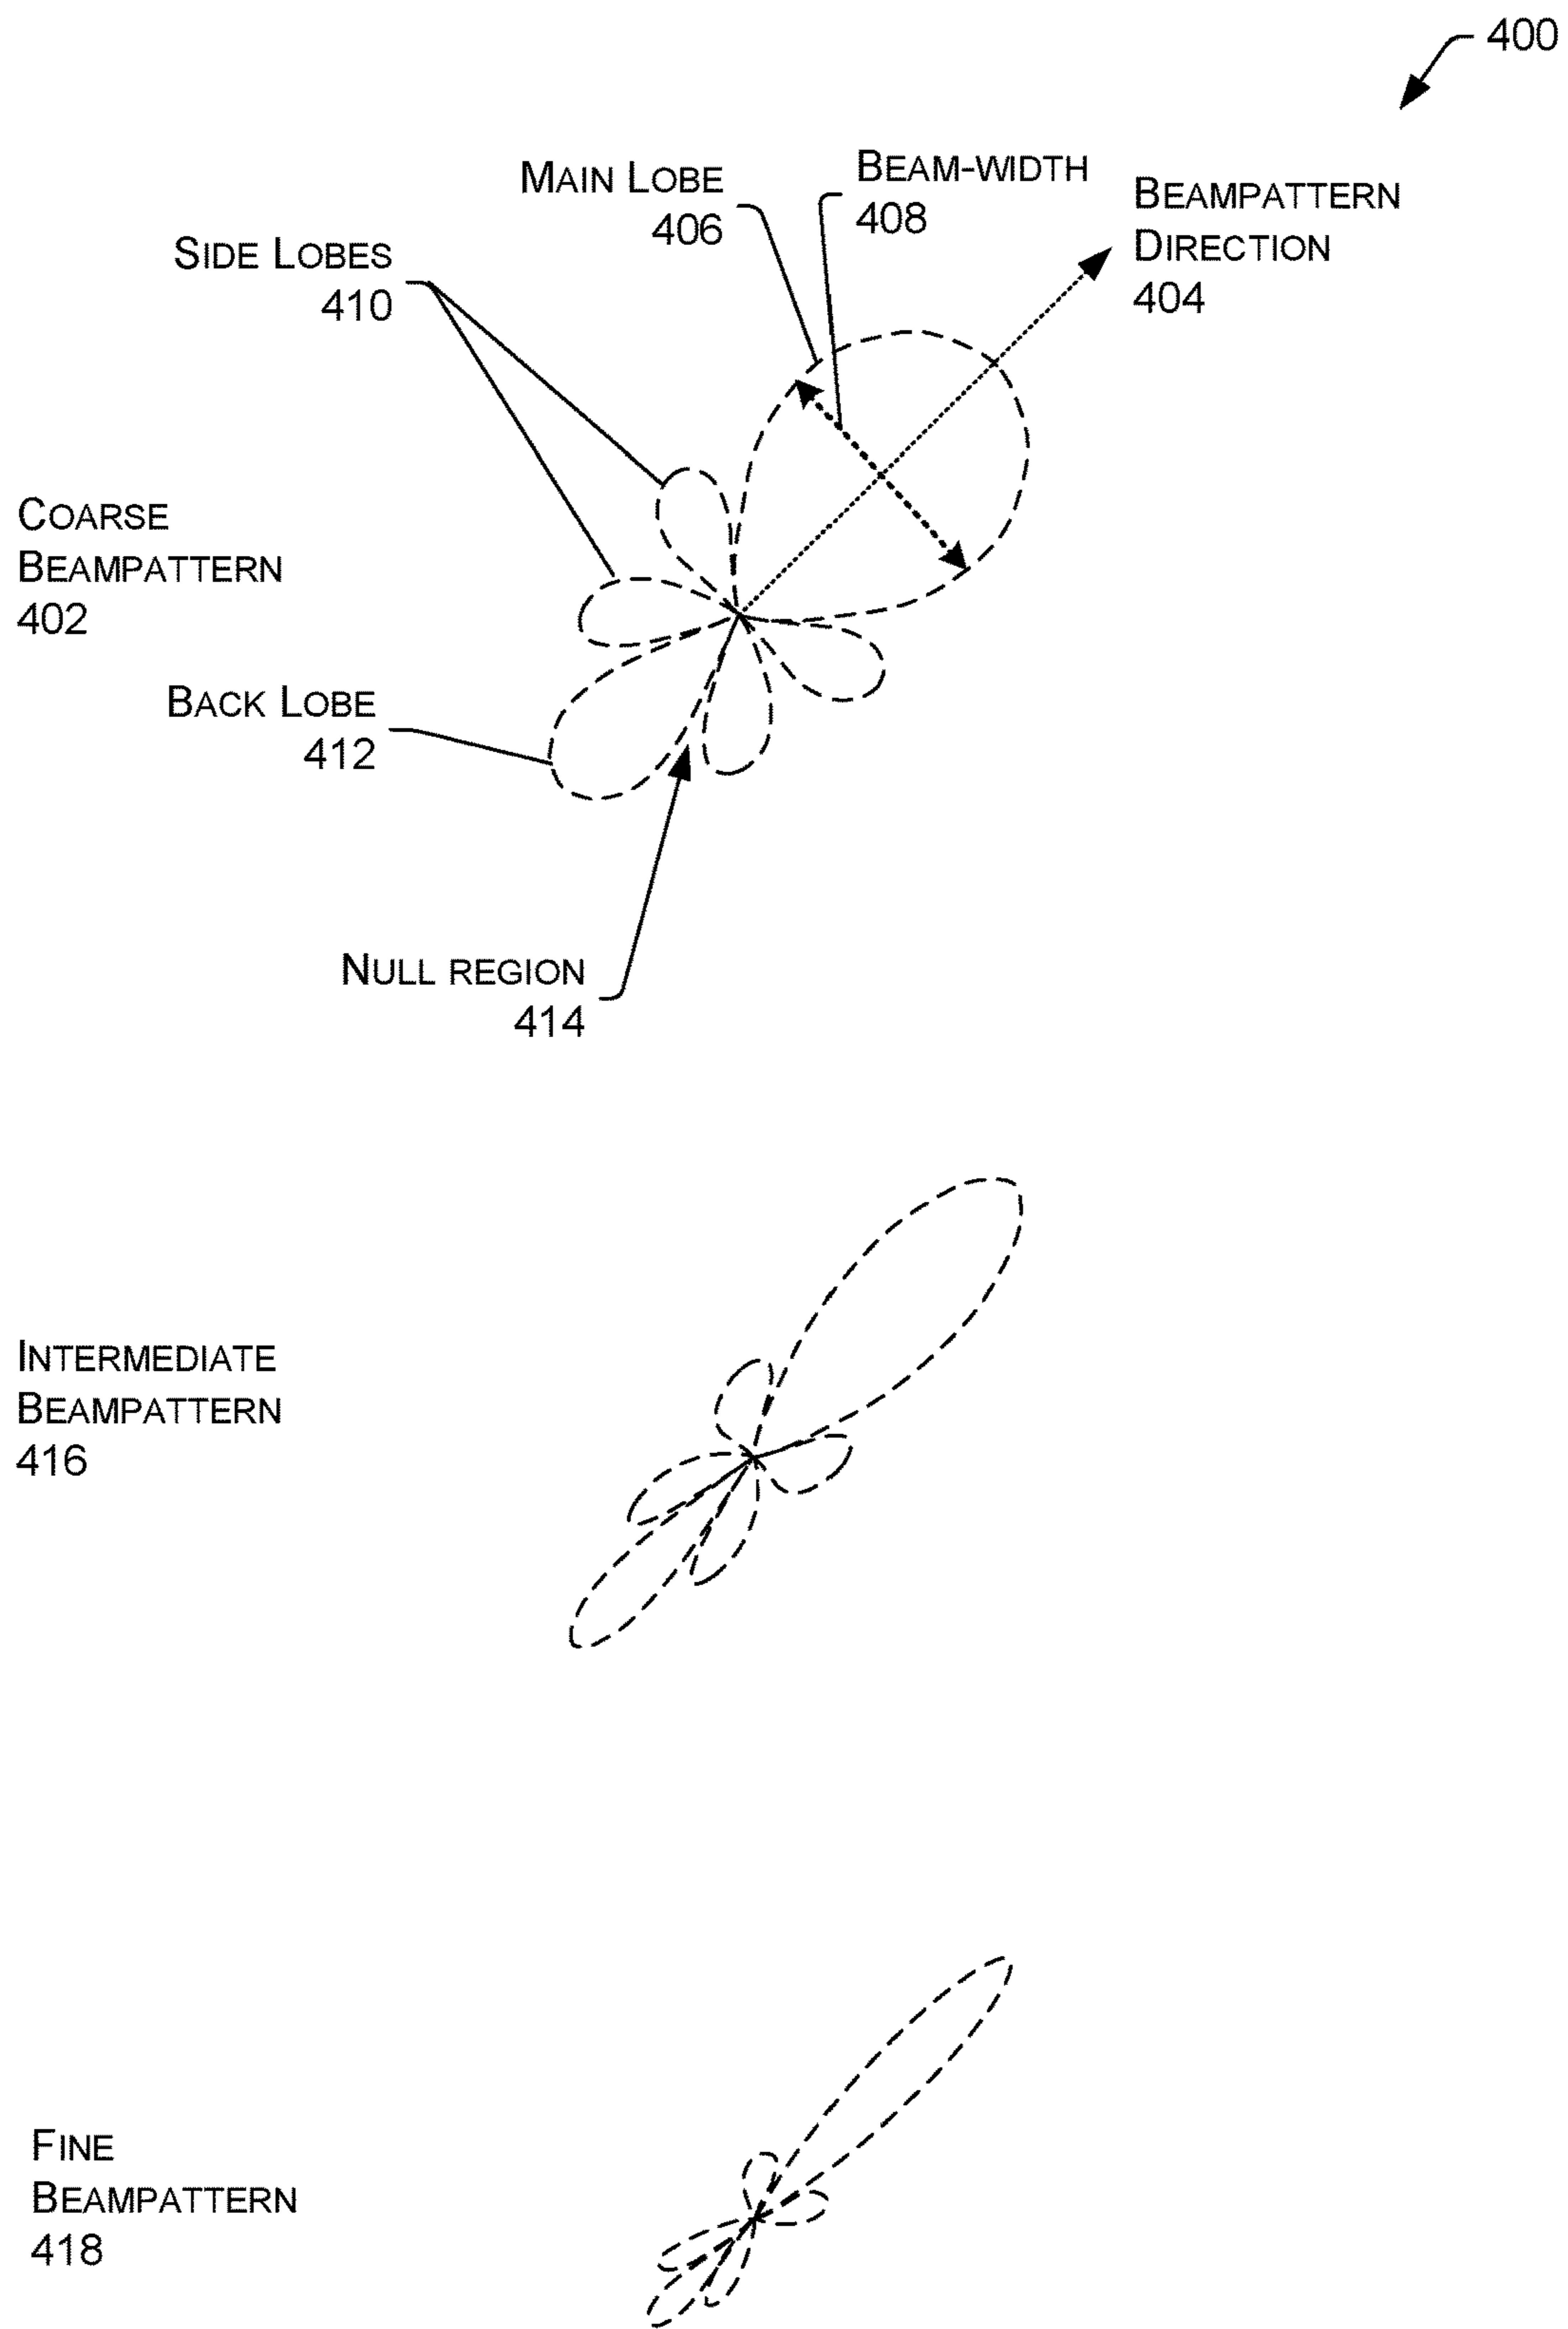 400
MAIN LOBE
406
BEAM-WIDTH
408
BEAMPATTERN
DIRECTION
404
SIDE LOBES
410
COARSE
BEAMPATTERN
402
BACK LOBE
412
NULL REGION
414
INTERMEDIATE
BEAMPATTERN
416
FINE
BEAMPATTERN
418